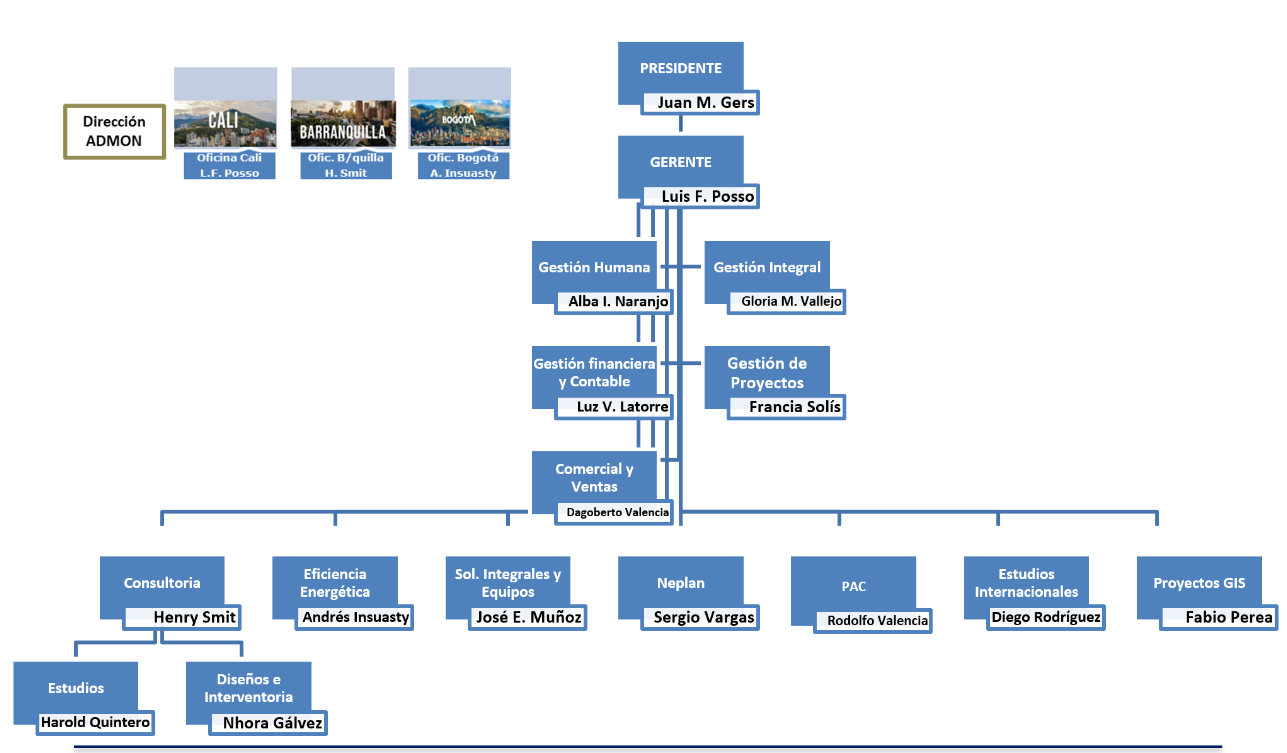 PRESIDENTE
Juan M. Gers
Dirección
ADMON
CALI
BARRANQUILLA
BOGOTÁ
Oficina Cali
L.F. Posso
Ofic. B/quilla
H. Smit
Ofic. Bogotá
A. Insuasty
GERENTE
Luis F. Posso
Gestión Humana
Alba I. Naranjo
Gestión Integral
Gloria M. Vallejo
Gestión financiera
y Contable
Luz V. Latorre
Gestión de
Proyectos
Francia Solís
Comercial y
Ventas
Dagoberto Valencia
Consultoria
Henry Smit
Eficiencia
Energética
Andrés Insuasty
Sol. Integrales y
Equipos
José E. Muñoz
Neplan
Sergio Vargas
PAC
Rodolfo Valencia
Estudios
Internacionales
Diego Rodríguez
Proyectos GIS
Fabio Perea
Estudios
Harold Quintero
Diseños e
Interventoria
Nhora Gálvez